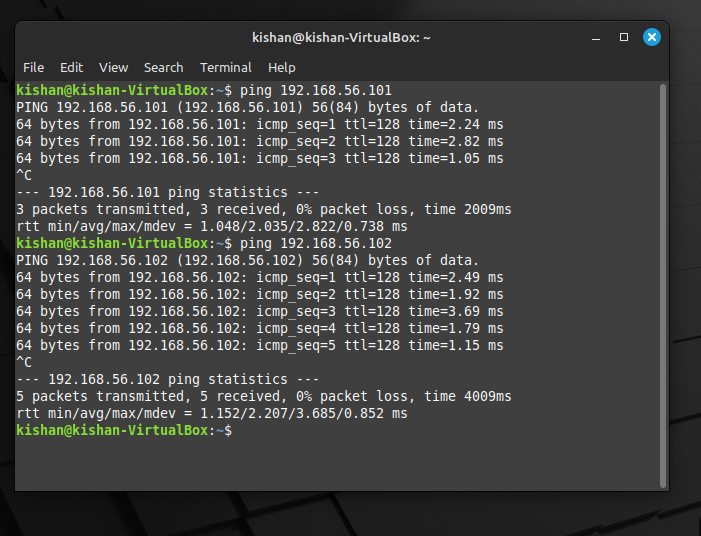 kishan@kishan-VirtualBox: ~
File Edit View Search Terminal Help
kishan@kishan-VirtualBox:~$ ping 192.168.56.101
PING 192.168.56.101 (192.168.56.101) 56(84) bytes of data.
64 bytes from 192.168.56.101: icmp_seq=1 ttl=128 time=2.24 ms
64 bytes from 192.168.56.101: icmp_seq=2 ttl=128 time=2.82 ms
64 bytes from 192.168.56.101: icmp_seq=3 ttl=128 time=1.05 ms
^C
--- 192.168.56.101 ping statistics ---
3 packets transmitted, 3 received, 0% packet loss, time 2009ms
rtt min/avg/max/mdev = 1.048/2.035/2.822/0.738 ms
kishan@kishan-VirtualBox:~$ ping 192.168.56.102
PING 192.168.56.102 (192.168.56.102) 56(84) bytes of data.
64 bytes from 192.168.56.102: icmp_seq=1 ttl=128 time=2.49 ms
64 bytes from 192.168.56.102: icmp_seq=2 ttl=128 time=1.92 ms
64 bytes from 192.168.56.102: icmp_seq=3 ttl=128 time=3.69 ms
64 bytes from 192.168.56.102: icmp_seq=4 ttl=128 time=1.79 ms
64 bytes from 192.168.56.102: icmp_seq=5 ttl=128 time=1.15 ms
^C
--- 192.168.56.102 ping statistics ---
5 packets transmitted, 5 received, 0% packet loss, time 4009ms
rtt min/avg/max/mdev = 1.152/2.207/3.685/0.852 ms
kishan@kishan-VirtualBox:~$